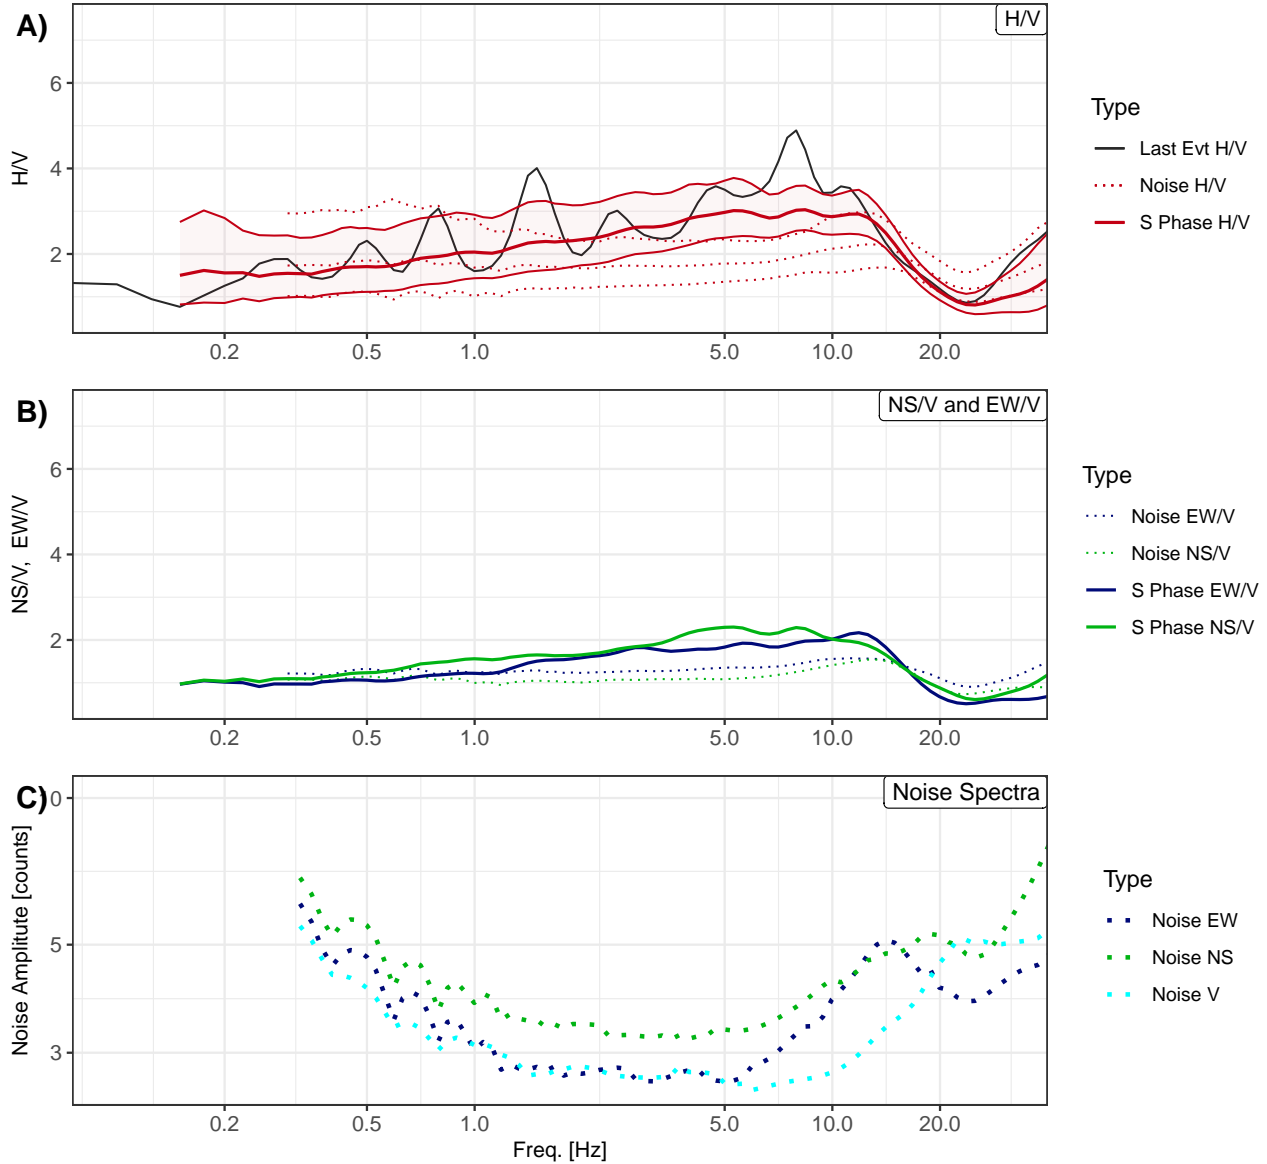 A)
H/V
6
4
2
H/V
0.2 0.5 1.0 5.0 10.0 20.0
Type
Last Evt H/V
Noise H/V
S Phase H/V
B)
NS/V and EW/V
6
4
2
NS/V, EW/V
0.2 0.5 1.0 5.0 10.0 20.0
Type
Noise EW/V
Noise NS/V
S Phase EW/V
S Phase NS/V
C)
0
Noise Spectra
5
3
Noise Amplitude [counts]
0.2 0.5 1.0 5.0 10.0 20.0
Freq. [Hz]
Type
Noise EW
Noise NS
Noise V